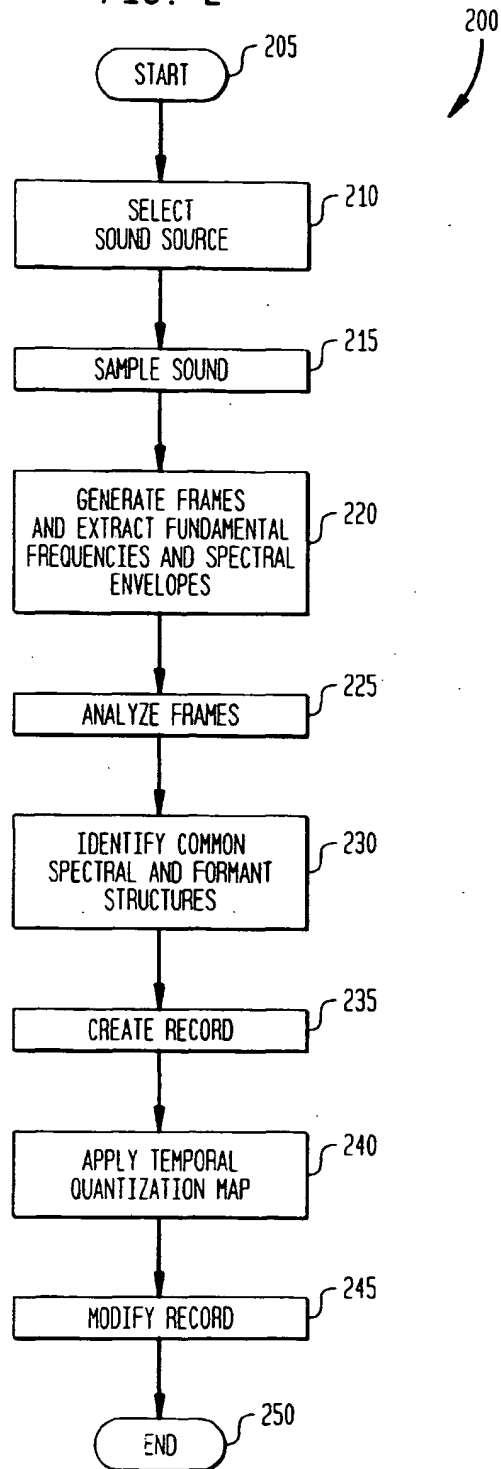 FIG. 2
200
START
205
SELECT
SOUND SOURCE
210
SAMPLE SOUND
215
GENERATE FRAMES
AND EXTRACT FUNDAMENTAL
FREQUENCIES AND SPECTRAL
ENVELOPES
220
ANALYZE FRAMES
225
IDENTIFY COMMON
SPECTRAL AND FORMANT
STRUCTURES
230
CREATE RECORD
235
APPLY TEMPORAL
QUANTIZATION MAP
240
MODIFY RECORD
245
END
250